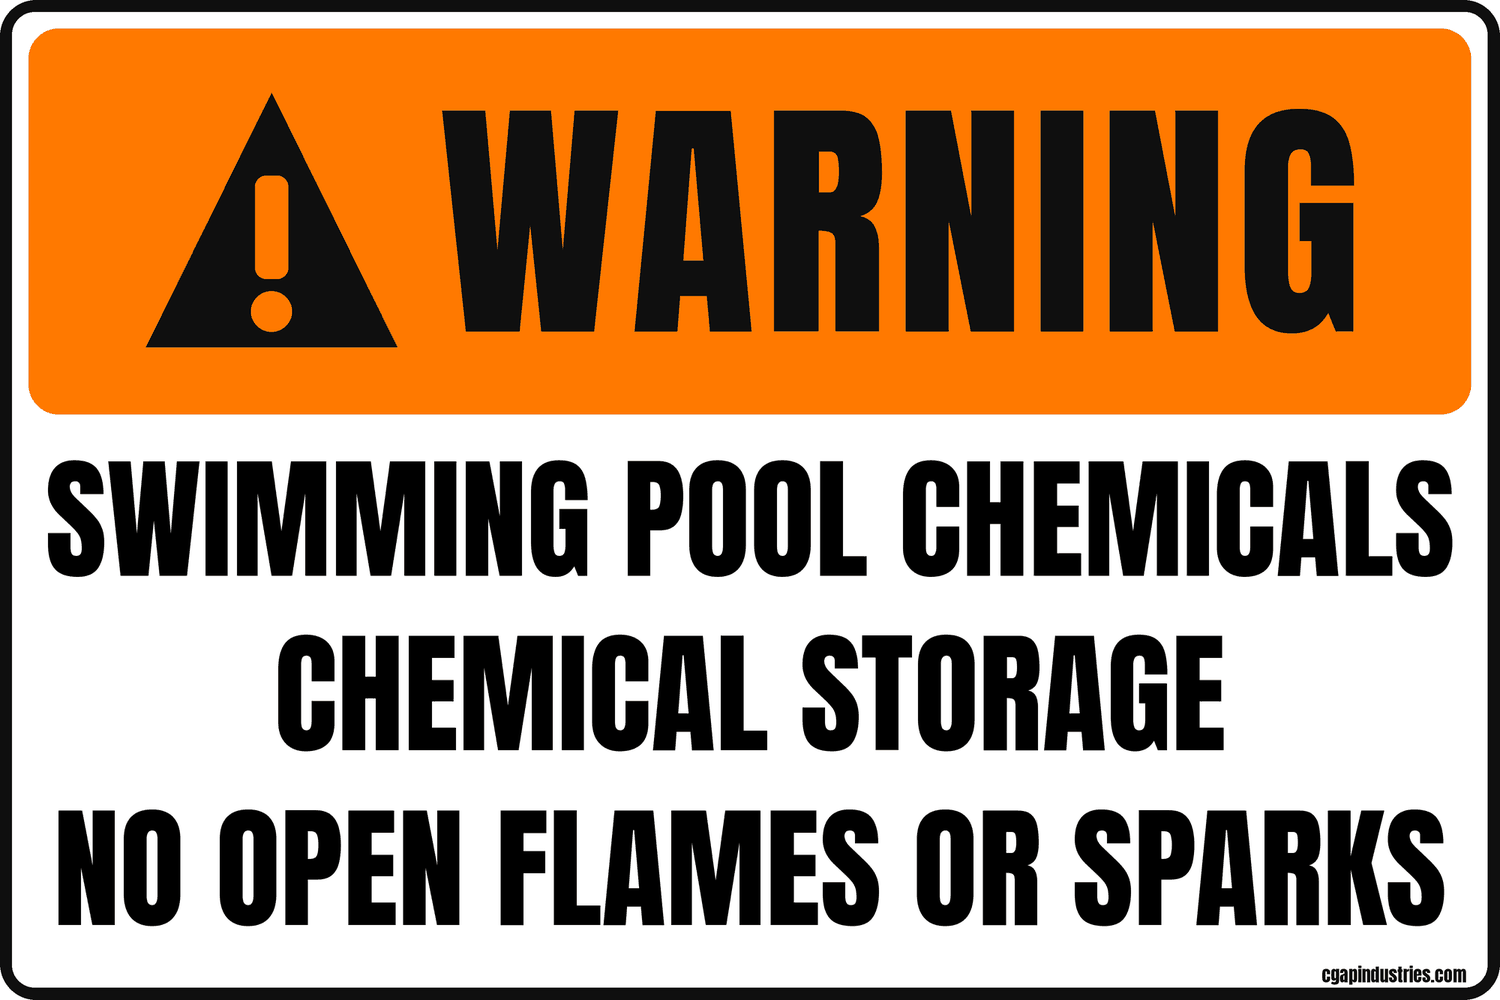 WARNING
SWIMMING POOL CHEMICALS
CHEMICAL STORAGE
NO OPEN FLAMES OR SPARKS
cgapindustries.com